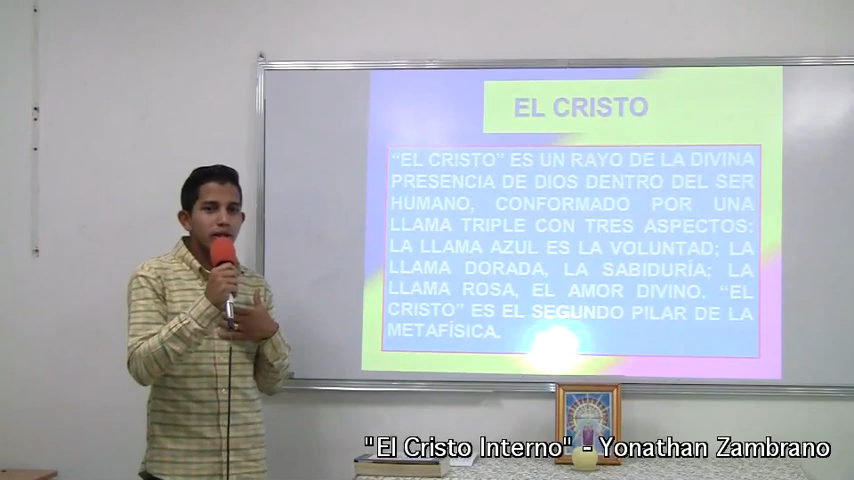 EL CRISTO
“EL CRISTO” ES UN RAYO DE LA DIVINA
PRESENCIA DE DIOS DENTRO DEL SER
HUMANO, CONFORMADO POR UNA
LLAMA TRIPLE CON TRES ASPECTOS:
LA LLAMA AZUL ES LA VOLUNTAD; LA
LLAMA DORADA, LA SABIDURÍA; LA
LLAMA ROSA, EL AMOR DIVINO. “EL
CRISTO” ES EL SEGUNDO PILAR DE LA
METAFÍSICA.
"El Cristo Interno" - Yonathan Zambrano